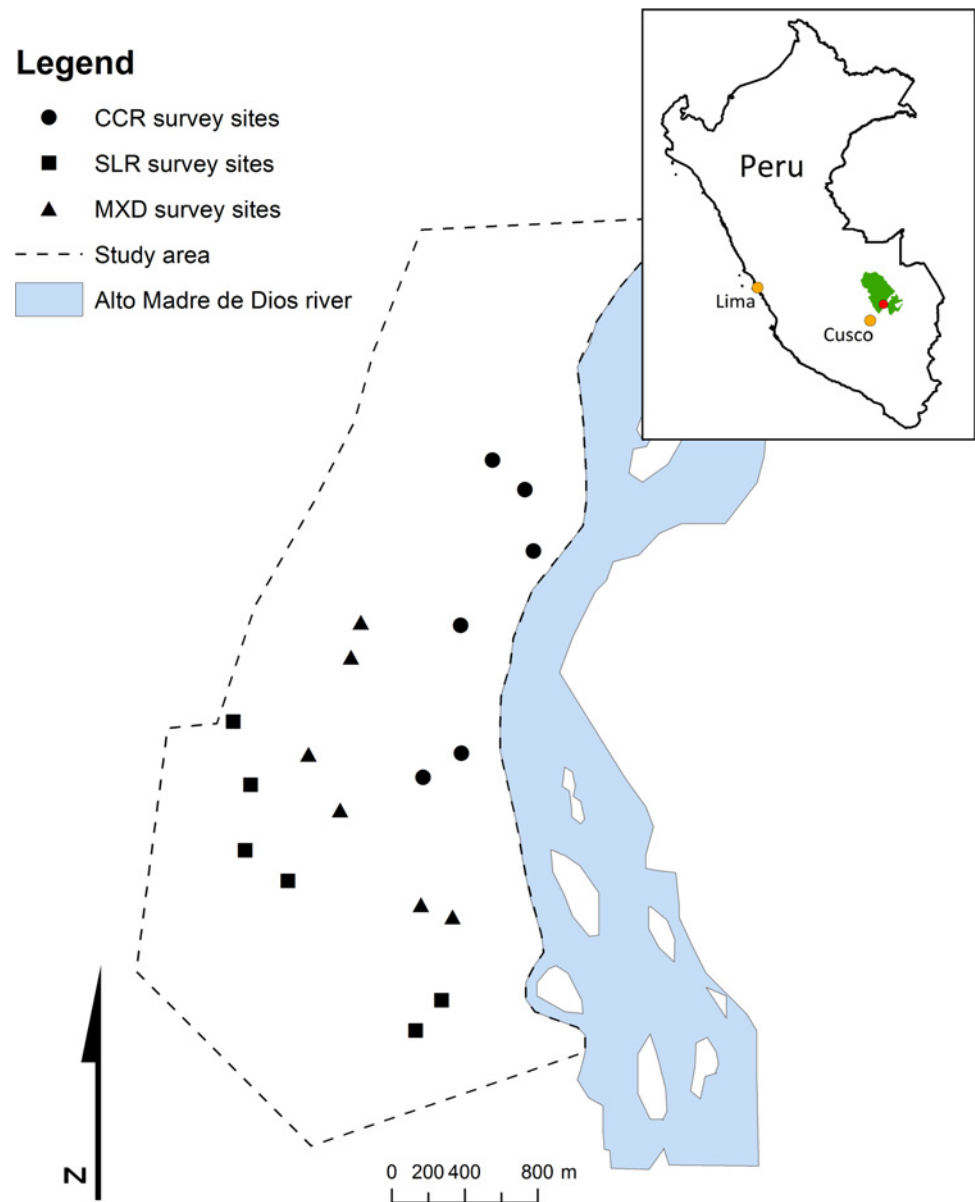 Legend
CCR survey sites
SLR survey sites
MXD survey sites
Study area
Alto Madre de Dios river
Peru
Lima
Cusco
N
0 200 400 800 m